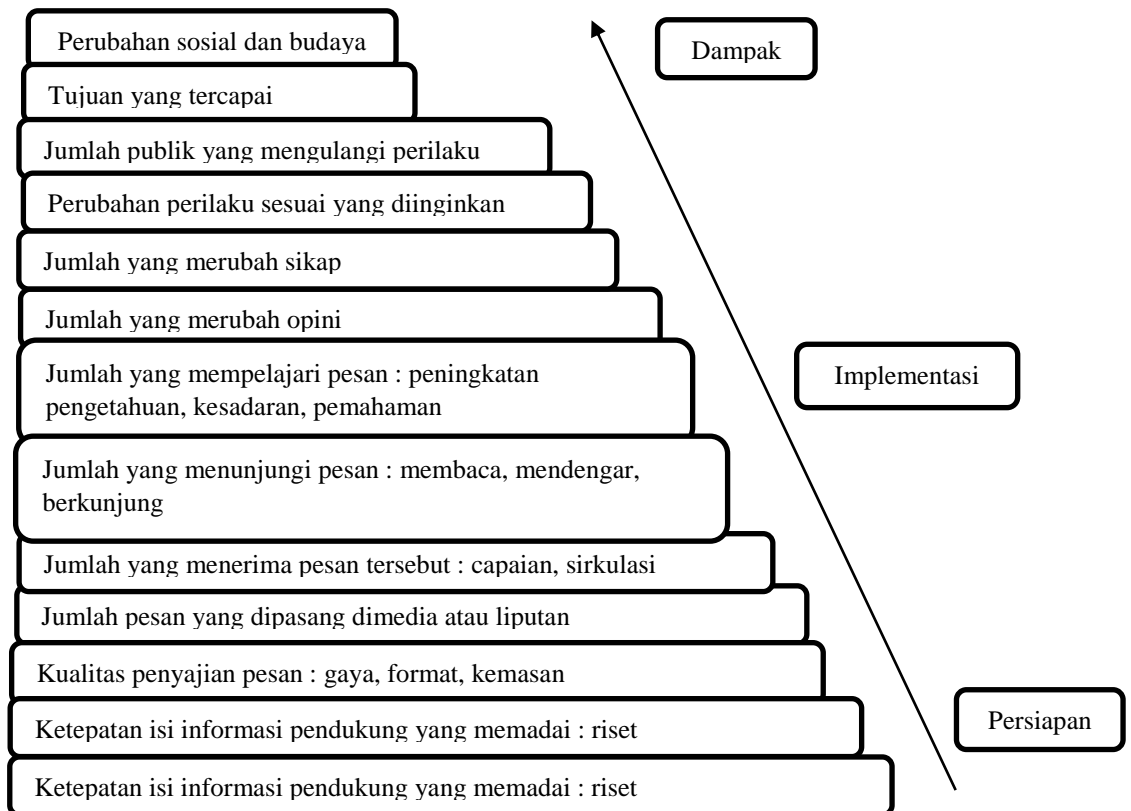 Perubahan sosial dan budaya
Dampak
Tujuan yang tercapai
Jumlah publik yang mengulangi perilaku
Perubahan perilaku sesuai yang diinginkan
Jumlah yang merubah sikap
Jumlah yang merubah opini
Jumlah yang mempelajari pesan : peningkatan
pengetahuan, kesadaran, pemahaman
Implementasi
Jumlah yang menunjungi pesan : membaca, mendengar,
berkunjung
Jumlah yang menerima pesan tersebut : capaian, sirkulasi
Jumlah pesan yang dipasang dimedia atau liputan
Kualitas penyajian pesan : gaya, format, kemasan
Ketepatan isi informasi pendukung yang memadai : riset
Persiapan
Ketepatan isi informasi pendukung yang memadai : riset